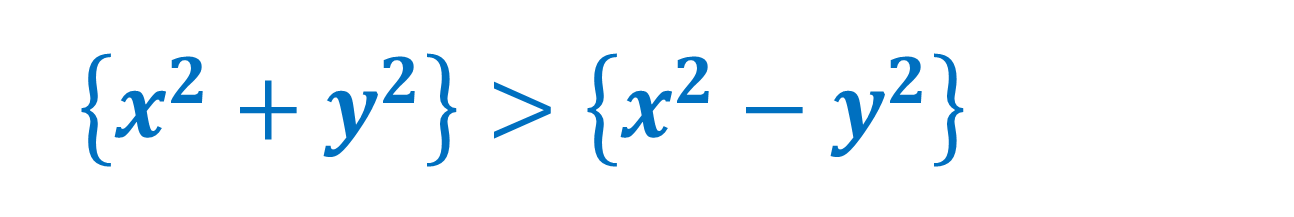 {x² + y²} > {x² − y²}